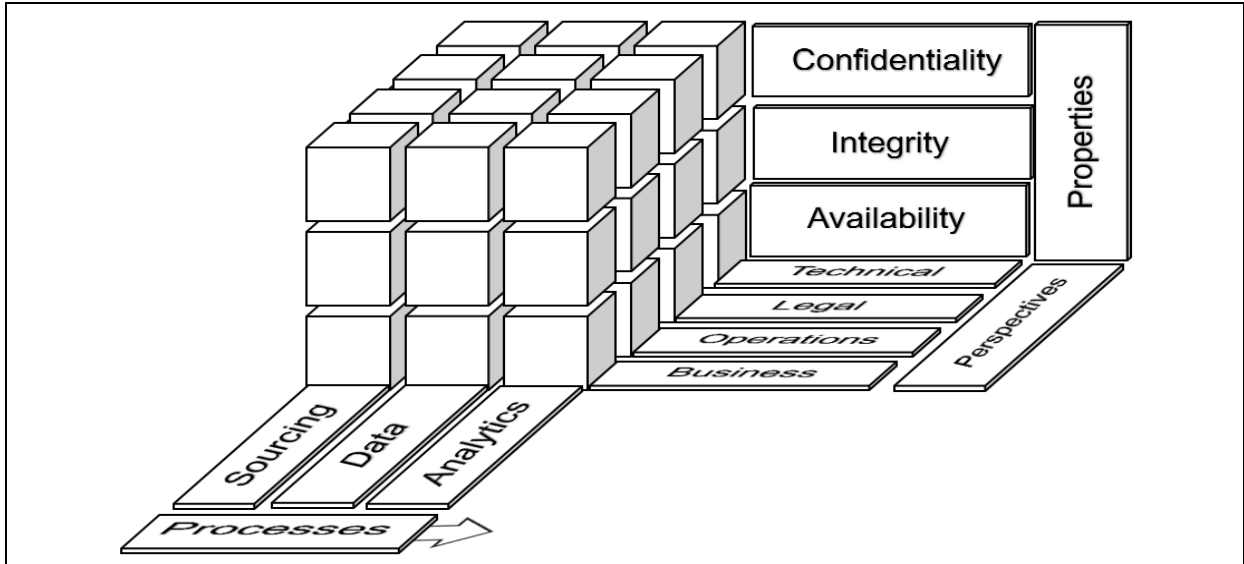 Confidentiality
Integrity
Availability
Properties
Technical
Legal
Operations
Business
Perspectives
Sourcing
Data
Analytics
Processes